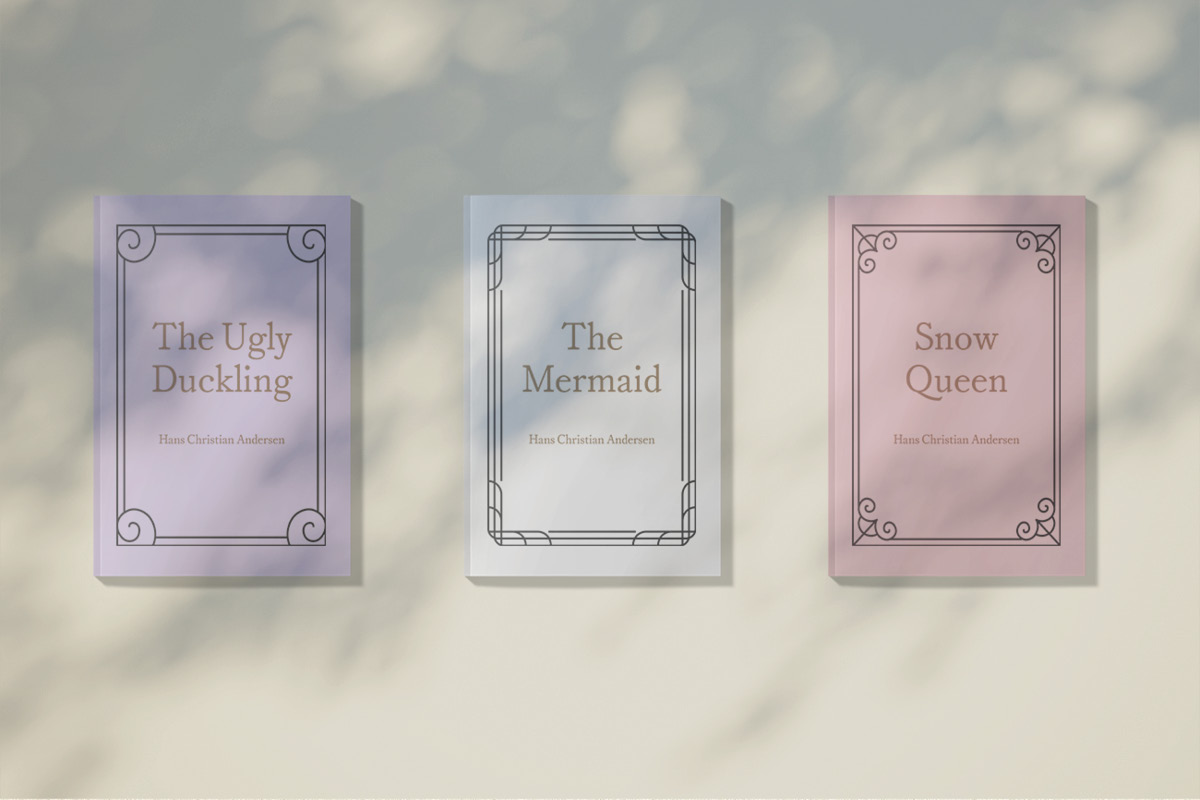 The Ugly
Duckling
Hans Christian Andersen
The
Mermaid
Hans Christian Andersen
Snow
Queen
Hans Christian Andersen